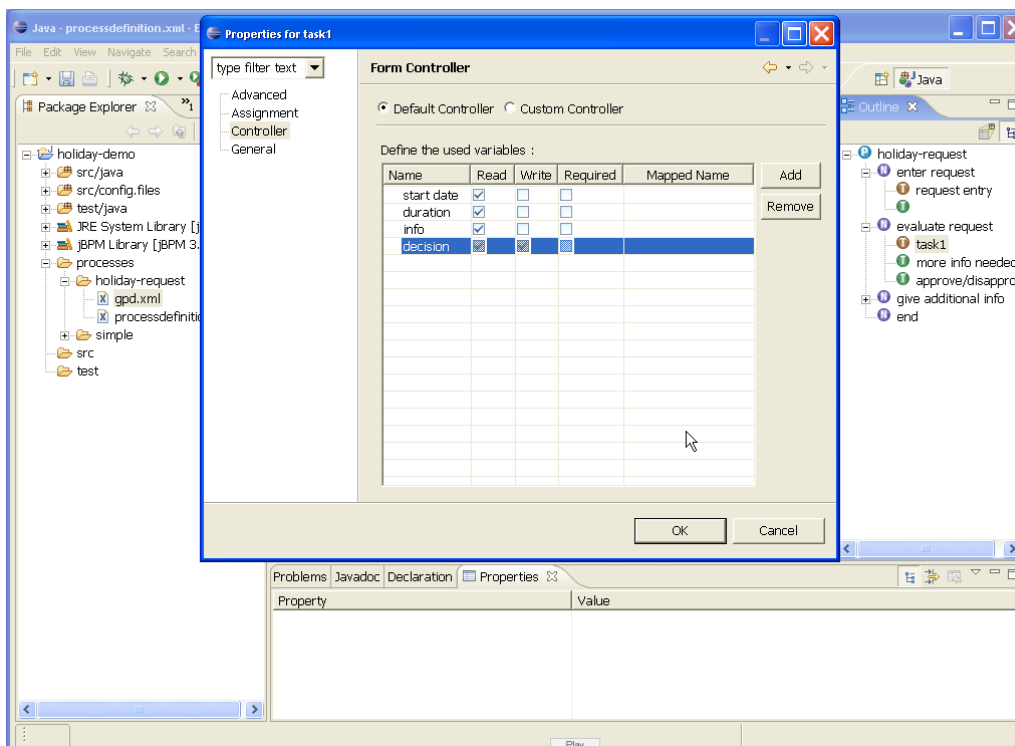 Java - processdefinition.xml - E
Properties for task1
File Edit View Navigate Search
type filter text
Form Controller
Java
Package Explorer
»1
Advanced
Assignment
Controller
General
Default Controller Custom Controller
Outline
holiday-demo
src/java
src/config.files
test/java
JRE System Library [j
jBPM Library [jBPM 3.
processes
holiday-request
gpd.xml
processdefinitio
simple
src
test
Define the used variables :
Name Read Write Required Mapped Name
start date
duration
info
decision
Add
Remove
OK Cancel
holiday-request
enter request
request entry
evaluate request
task1
more info needed
approve/disappro
give additional info
end
Problems Javadoc Declaration Properties
Property Value
Play